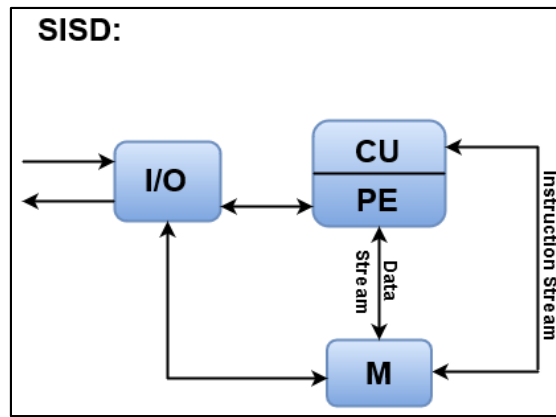 SISD:
I/O
CU
PE
Data
Stream
Instruction Stream
M